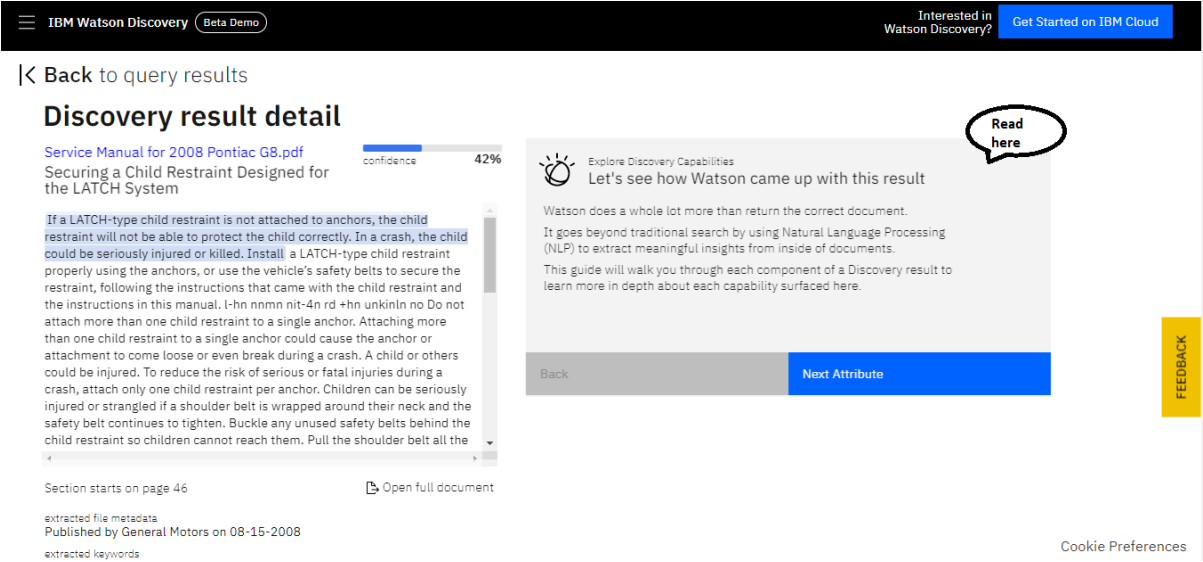 IBM Watson Discovery Beta Demo
Interested in
Watson Discovery?
Get Started on IBM Cloud
Back to query results
Discovery result detail
Service Manual for 2008 Pontiac G8.pdf
confidence 42%
Securing a Child Restraint Designed for
the LATCH System
If a LATCH-type child restraint is not attached to anchors, the child
restraint will not be able to protect the child correctly. In a crash, the child
could be seriously injured or killed. Install a LATCH-type child restraint
properly using the anchors, or use the vehicle's safety belts to secure the
restraint, following the instructions that came with the child restraint and
the instructions in this manual. l-hn nnmn nit-4n rd +hn unkinln no Do not
attach more than one child restraint to a single anchor. Attaching more
than one child restraint to a single anchor could cause the anchor or
attachment to come loose or even break during a crash. A child or others
could be injured. To reduce the risk of serious or fatal injuries during a
crash, attach only one child restraint per anchor. Children can be seriously
injured or strangled if a shoulder belt is wrapped around their neck and the
safety belt continues to tighten. Buckle any unused safety belts behind the
child restraint so children cannot reach them. Pull the shoulder belt all the
Section starts on page 46
Open full document
extracted file metadata
Published by General Motors on 08-15-2008
extracted keywords
Read
here
Explore Discovery Capabilities
Let's see how Watson came up with this result
Watson does a whole lot more than return the correct document.
It goes beyond traditional search by using Natural Language Processing
(NLP) to extract meaningful insights from inside of documents.
This guide will walk you through each component of a Discovery result to
learn more in depth about each capability surfaced here.
Back
Next Attribute
FEEDBACK
Cookie Preferences